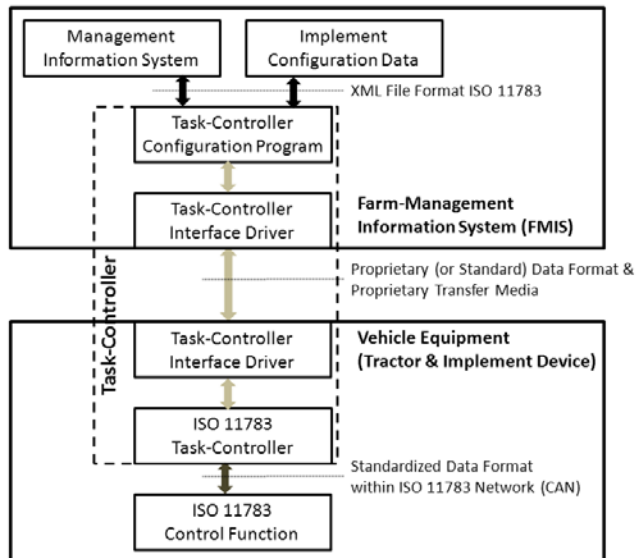 Management
Information System
Implement
Configuration Data
XML File Format ISO 11783
Task-Controller
Configuration Program
Task-Controller
Interface Driver
Farm-Management
Information System (FMIS)
Proprietary (or Standard) Data Format &
Proprietary Transfer Media
Task-Controller
Task-Controller
Interface Driver
Vehicle Equipment
(Tractor & Implement Device)
ISO 11783
Task-Controller
Standardized Data Format
within ISO 11783 Network (CAN)
ISO 11783
Control Function